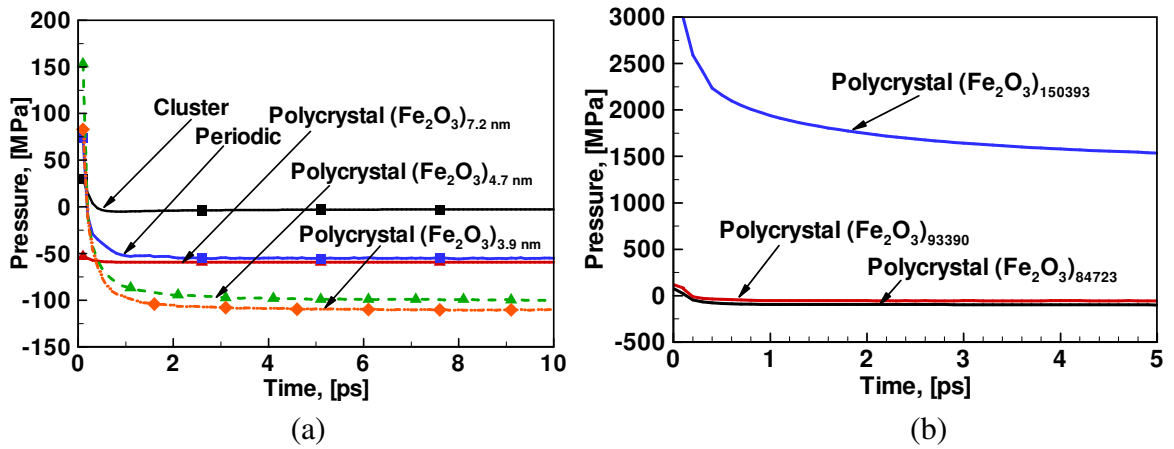 200
150
100
50
0
-50
-100
-150
0
2
4
6
8
10
Pressure, [MPa]
Time, [ps]
Cluster
Polycrystal (Fe₂O₃)₇.₂ ₙₘ
Periodic
Polycrystal (Fe₂O₃)₄.₇ ₙₘ
Polycrystal (Fe₂O₃)₃.₉ ₙₘ
(a)
3000
2500
2000
1500
1000
500
0
-500
0
1
2
3
4
5
Pressure, [MPa]
Time, [ps]
Polycrystal (Fe₂O₃)₁₅₀₃₉₃
Polycrystal (Fe₂O₃)₉₃₃₉₀
Polycrystal (Fe₂O₃)₈₄₇₂₃
(b)